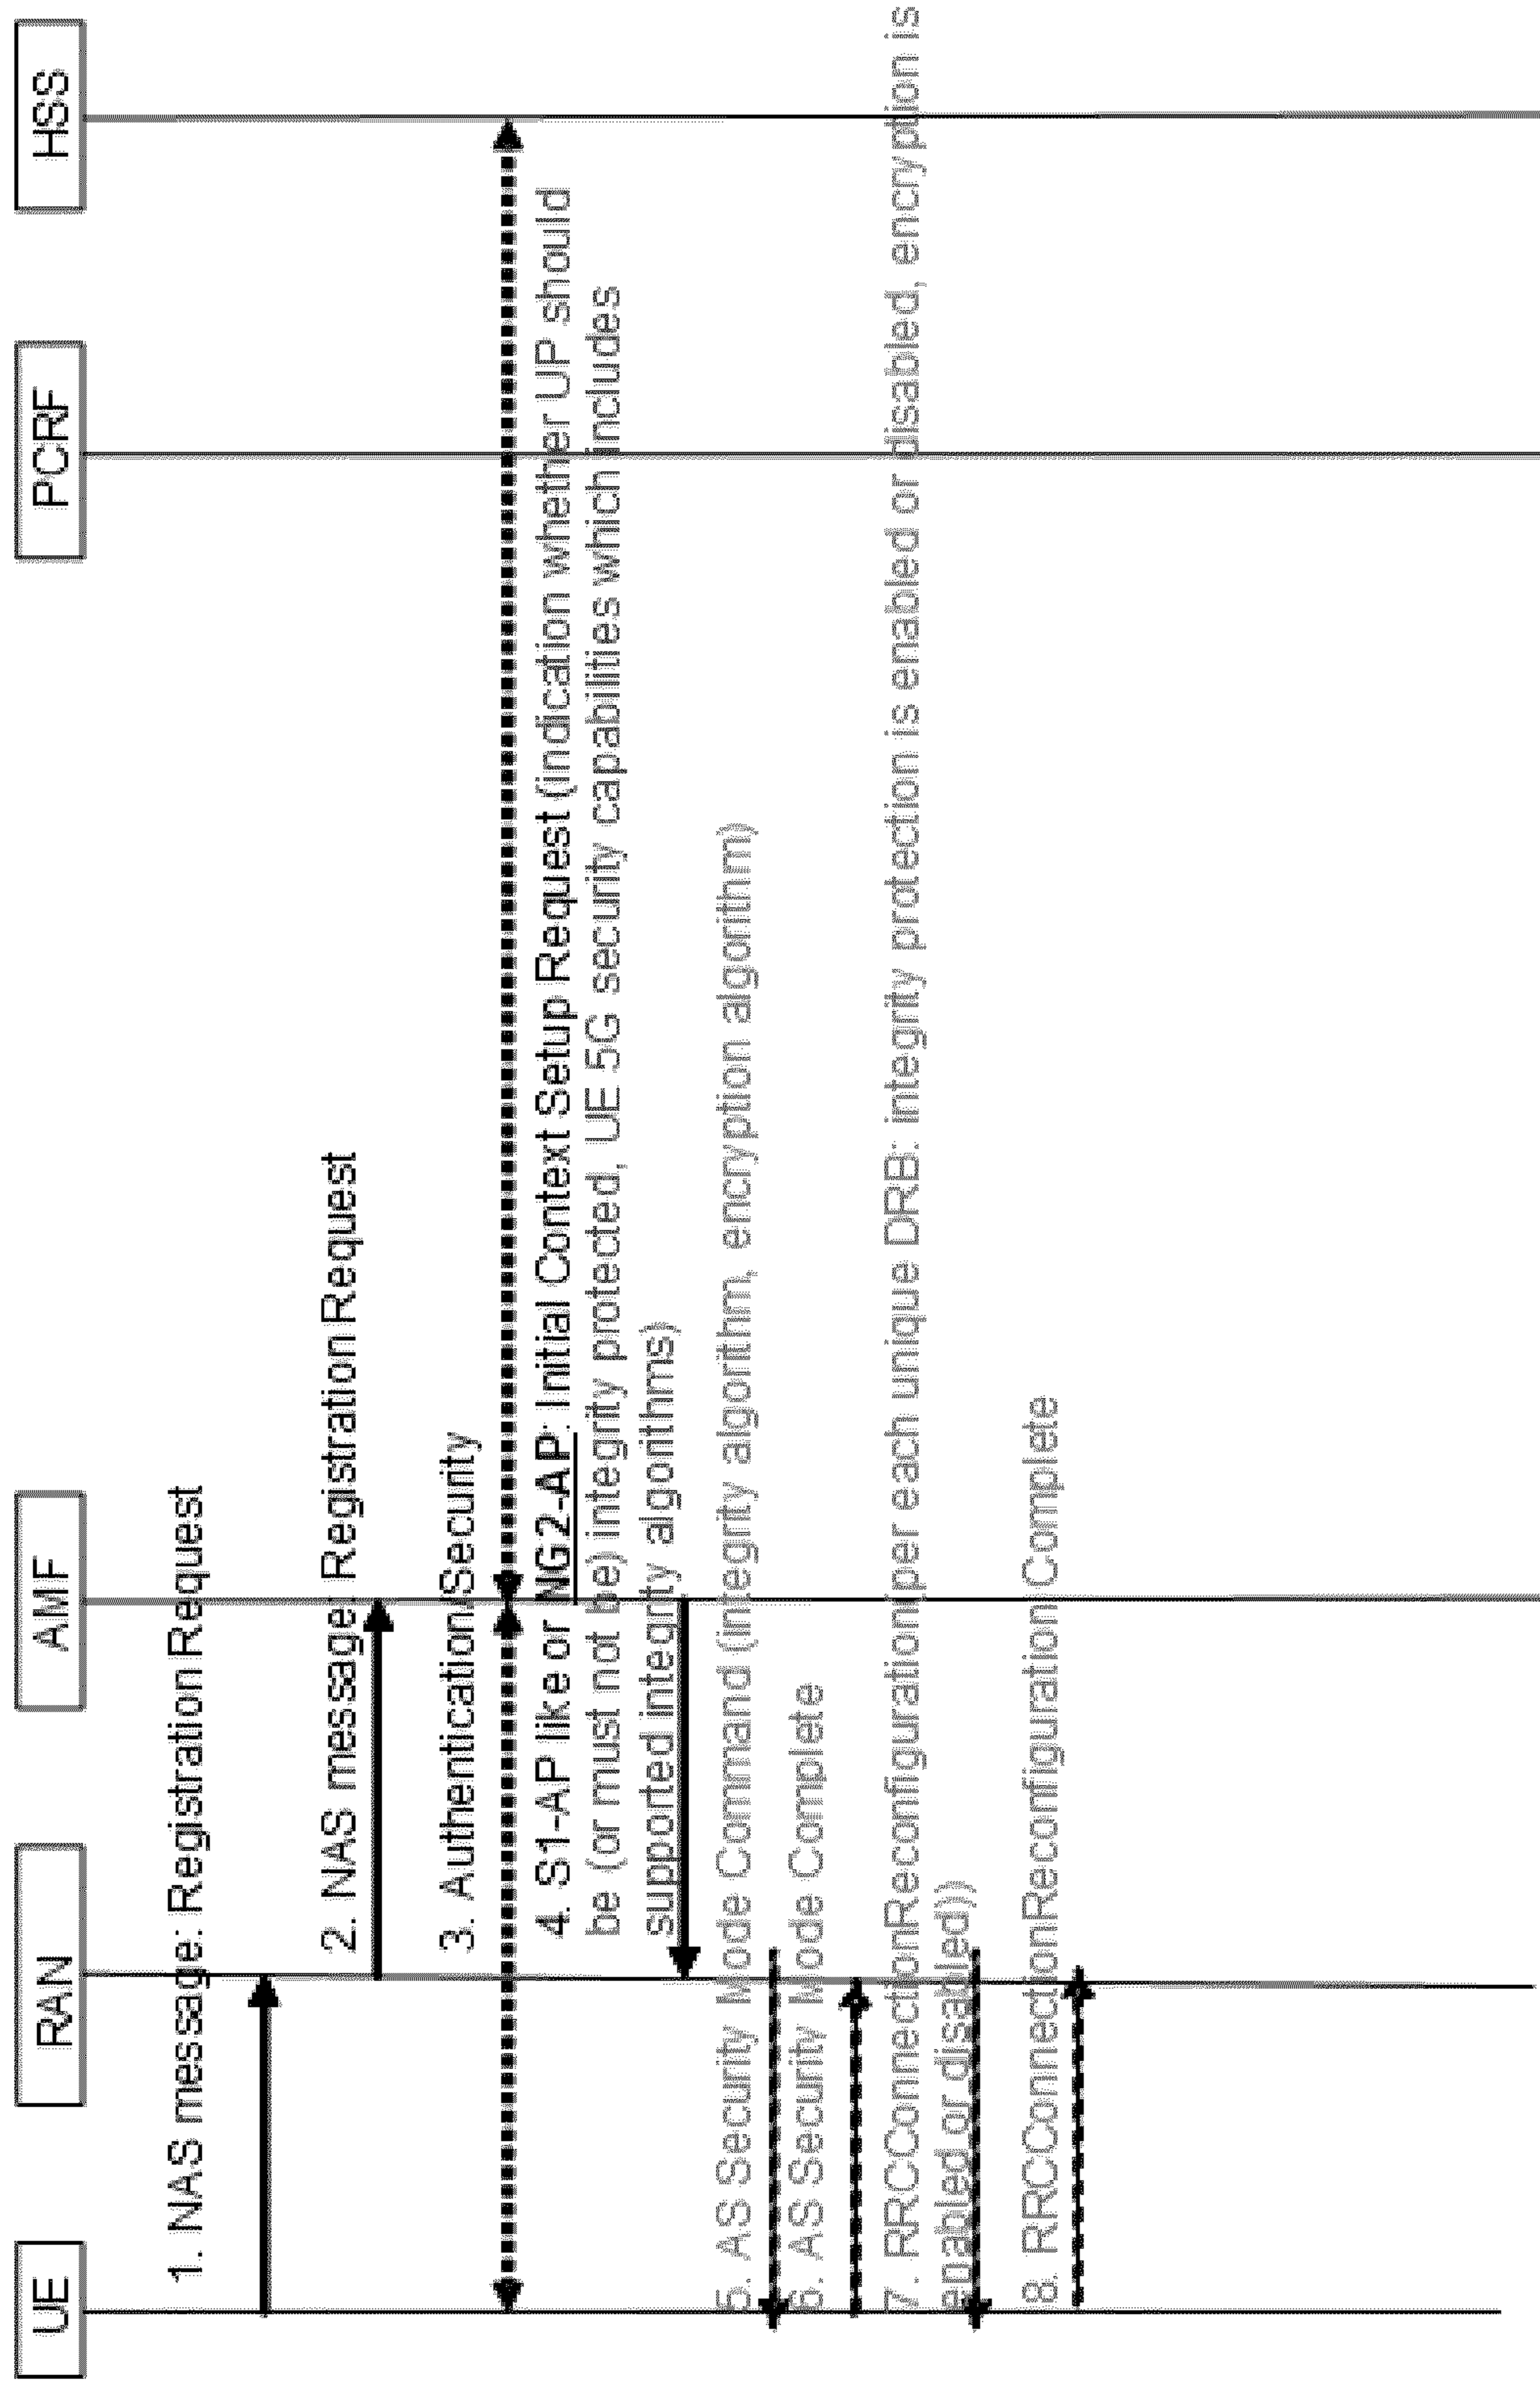 UE
RAN
AMF
PCRF
HSS
1. NAS message: Registration Request
2. NAS message: Registration Request
3. Authentication/Security
4. S1-AP like or NG2-AP: Initial Context Setup Request (indication whether UP should
be (or must not be) integrity protected, UE 5G security capabilities which includes
supported integrity algorithms)
5. AS Security Mode Command (integrity algorithm, encryption algorithm)
6. AS Security Mode Complete
7. RRCConnectionReconfiguration(per each unique DRB: integrity protection is enabled or disabled, encryption is
enabled or disabled))
8. RRCConnectionReconfiguration Complete